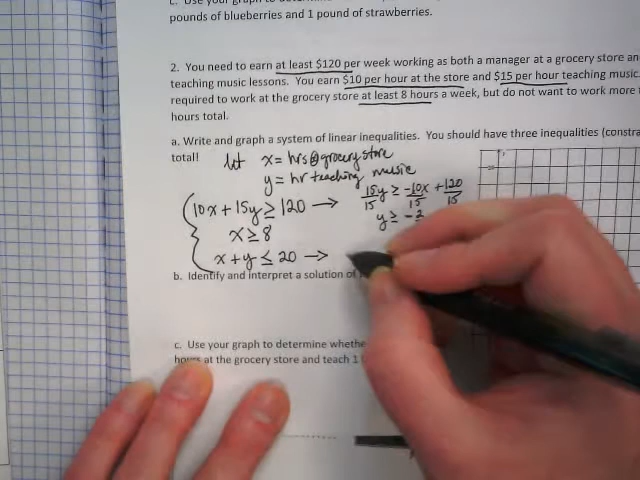 pounds of blueberries and 1 pound of strawberries.
2. You need to earn at least $120 per week working as both a manager at a grocery store an
teaching music lessons. You earn $10 per hour at the store and $15 per hour teaching music.
required to work at the grocery store at least 8 hours a week, but do not want to work more
hours total.
a. Write and graph a system of linear inequalities. You should have three inequalities (constra
total!
let x = hrs@grocery store
y = hr teaching music
10x + 15y ≥ 120 → 15y/15 ≥ -10x/15 + 120/15
y ≥ -2
x ≥ 8
x + y ≤ 20 →
b. Identify and interpret a solution of
c. Use your graph to determine whethe
hours at the grocery store and teach 1